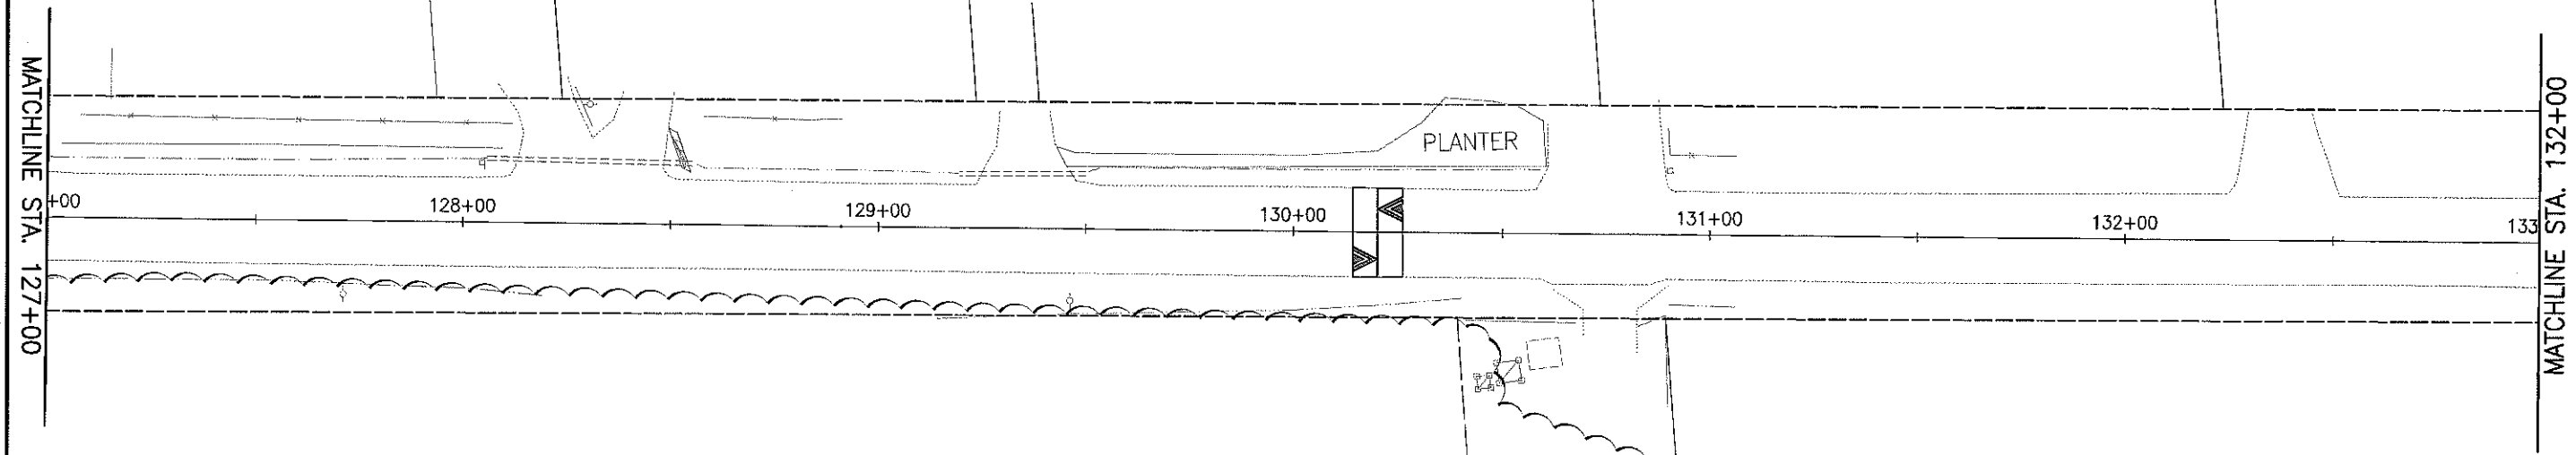 MATCHLINE STA. 127+00
+00
128+00
129+00
130+00
131+00
132+00
133
PLANTER
MATCHLINE STA. 132+00